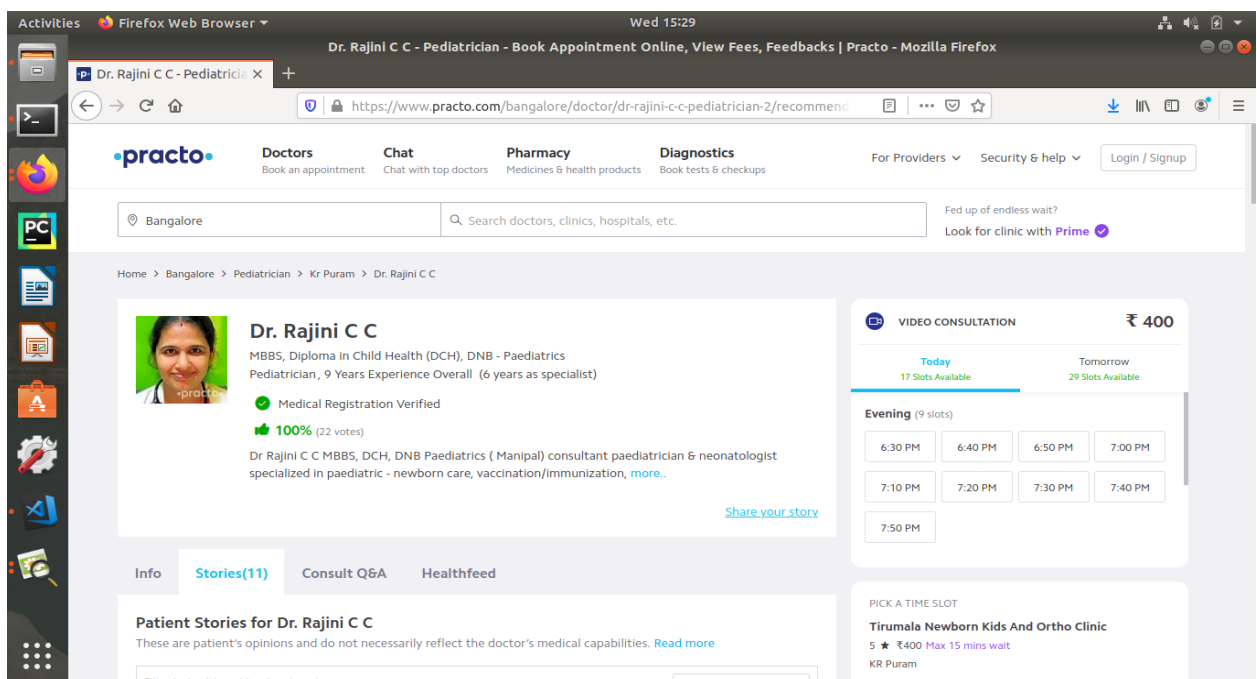 Activities Firefox Web Browser Wed 15:29
Dr. Rajini C C - Pediatrician - Book Appointment Online, View Fees, Feedbacks | Practo - Mozilla Firefox
Dr. Rajini C C - Pediatricia
https://www.practo.com/bangalore/doctor/dr-rajini-c-c-pediatrician-2/recommend
•practo•
Doctors
Book an appointment
Chat
Chat with top doctors
Pharmacy
Medicines & health products
Diagnostics
Book tests & checkups
For Providers
Security & help
Login / Signup
Bangalore
Search doctors, clinics, hospitals, etc.
Fed up of endless wait?
Look for clinic with Prime
Home > Bangalore > Pediatrician > Kr Puram > Dr. Rajini C C
•practo•
Dr. Rajini C C
MBBS, Diploma in Child Health (DCH), DNB - Paediatrics
Pediatrician , 9 Years Experience Overall (6 years as specialist)
Medical Registration Verified
100% (22 votes)
Dr Rajini C C MBBS, DCH, DNB Paediatrics ( Manipal) consultant paediatrician & neonatologist
specialized in paediatric - newborn care, vaccination/immunization, more..
Share your story
VIDEO CONSULTATION ₹ 400
Today
17 Slots Available
Tomorrow
29 Slots Available
Evening (9 slots)
6:30 PM 6:40 PM 6:50 PM 7:00 PM
7:10 PM 7:20 PM 7:30 PM 7:40 PM
7:50 PM
Info Stories(11) Consult Q&A Healthfeed
Patient Stories for Dr. Rajini C C
These are patient's opinions and do not necessarily reflect the doctor's medical capabilities. Read more
PICK A TIME SLOT
Tirumala Newborn Kids And Ortho Clinic
5 ★ ₹400 Max 15 mins wait
KR Puram
PC